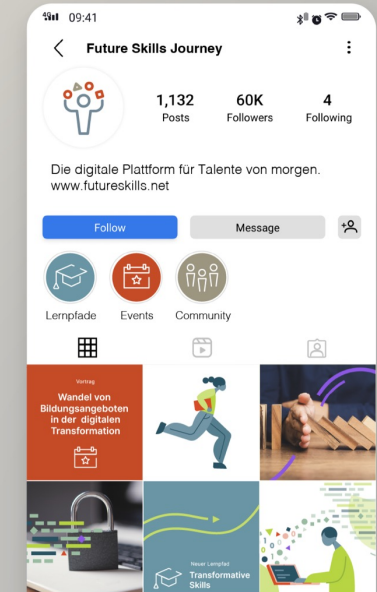 09:41
Future Skills Journey
1,132 60K 4
Posts Followers Following
Die digitale Plattform für Talente von morgen.
www.futureskills.net
Follow Message
Lernpfade Events Community
Vortrag
Wandel von
Bildungsangeboten
in der digitalen
Transformation
Neuer Lernpfad
Transformative
Skills